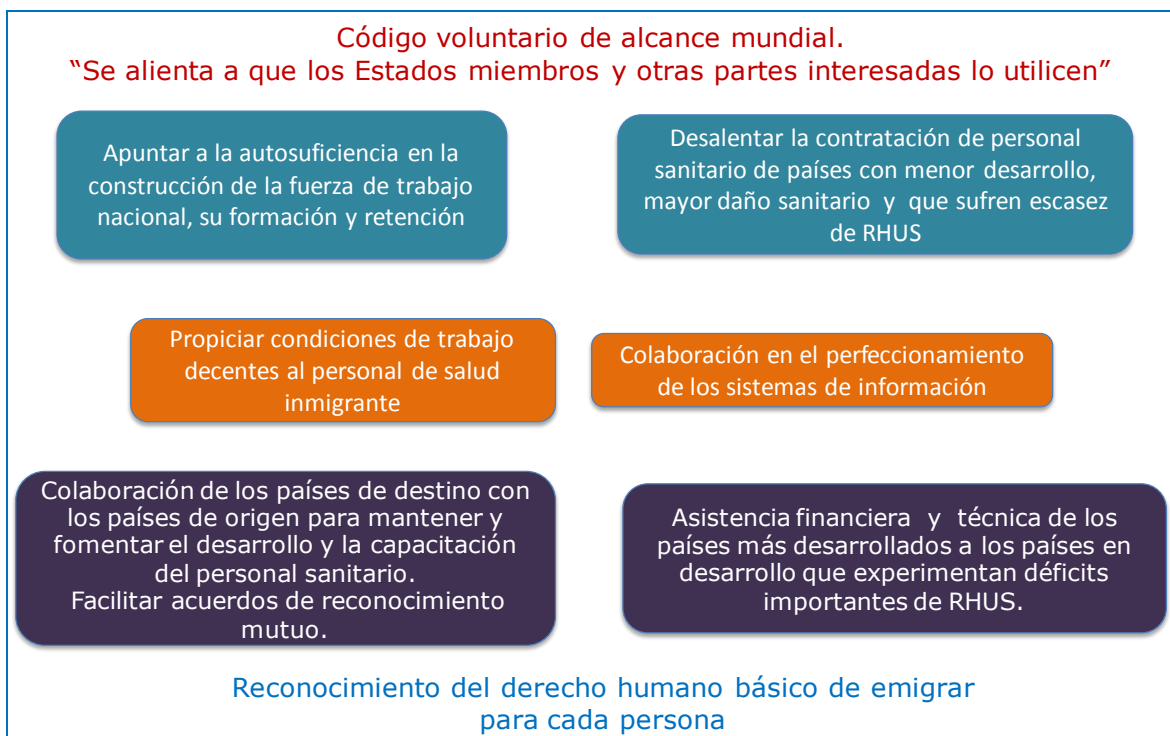 Código voluntario de alcance mundial.
“Se alienta a que los Estados miembros y otras partes interesadas lo utilicen”
Apuntar a la autosuficiencia en la
construcción de la fuerza de trabajo
nacional, su formación y retención
Desalentar la contratación de personal
sanitario de países con menor desarrollo,
mayor daño sanitario y que sufren escasez
de RHUS
Propiciar condiciones de trabajo
decentes al personal de salud
inmigrante
Colaboración en el perfeccionamiento
de los sistemas de información
Colaboración de los países de destino con
los países de origen para mantener y
fomentar el desarrollo y la capacitación
del personal sanitario.
Facilitar acuerdos de reconocimiento
mutuo.
Asistencia financiera y técnica de los
países más desarrollados a los países en
desarrollo que experimentan déficits
importantes de RHUS.
Reconocimiento del derecho humano básico de emigrar
para cada persona